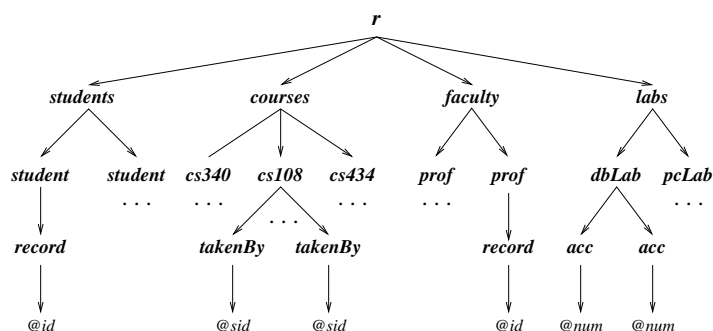 r
students courses faculty labs
student student cs340 cs108 cs434 prof prof dbLab pcLab
. . . . . . . . . . . . . . .
. . .
record takenBy takenBy record acc acc
@id @sid @sid @id @num @num